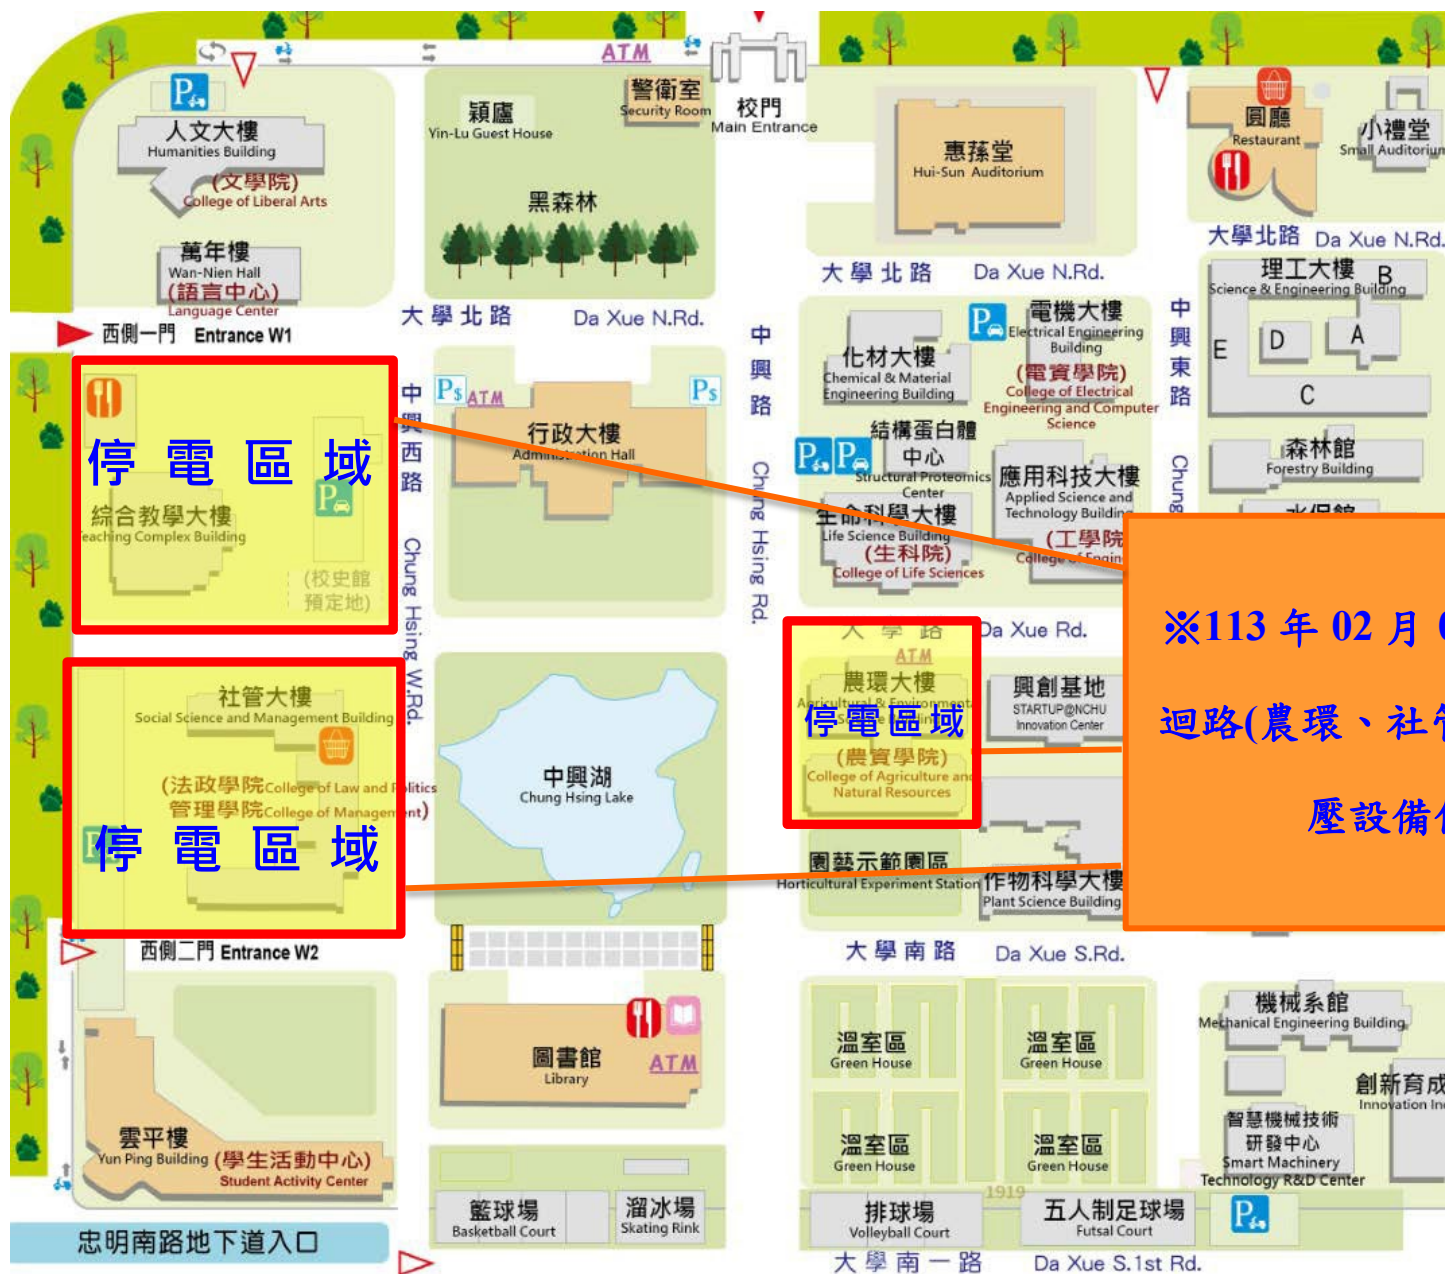 ATM
人文大樓
Humanities Building
(文學院)
College of Liberal Arts
萬年樓
Wan-Nien Hall
(語言中心)
Language Center
西側一門 Entrance W1
穎廬
Yin-Lu Guest House
警衛室
Security Room
校門
Main Entrance
黑森林
大學北路 Da Xue N.Rd.
惠蓀堂
Hui-Sun Auditorium
大學北路 Da Xue N.Rd.
圓廳
Restaurant
小禮堂
Small Auditorium
大學北路 Da Xue N.Rd.
理工大樓
Science & Engineering Building
B
A
D
E
C
森林館
Forestry Building
停電區域
綜合教學大樓
Teaching Complex Building
P
(校史館
預定地)
中興西路
Chung Hsing W.Rd.
P$
ATM
P$
行政大樓
Administration Hall
中興路
Chung Hsing Rd.
化材大樓
Chemical & Material
Engineering Building
P
電機大樓
Electrical Engineering
Building
(電資學院)
College of Electrical
Engineering and Computer
Science
中興東路
Chung
結構蛋白體
中心
Structural Proteomics
Center
P
P
應用科技大樓
Applied Science and
Technology Building
(工學院
生命科學大樓
Life Science Building
(生科院)
College of Life Sciences
大學路 Da Xue Rd.
ATM
農環大樓
停電區域
(農資學院)
College of Agriculture and
Natural Resources
興創基地
STARTUP@NCHU
Innovation Center
※113年02月
迴路(農環、社管
壓設備
社管大樓
Social Science and Management Building
(法政學院College of Law and Politics
管理學院College of Management)
停電區域
中興湖
Chung Hsing Lake
園藝示範園區
Horticultural Experiment Station
作物科學大樓
Plant Science Building
西側二門 Entrance W2
大學南路 Da Xue S.Rd.
圖書館
Library
ATM
溫室區
Green House
溫室區
Green House
溫室區
Green House
溫室區
Green House
機械系館
Mechanical Engineering Building
創新育成
Innovation In
智慧機械技術
研發中心
Smart Machinery
Technology R&D Center
雲平樓
Yun Ping Building
(學生活動中心)
Student Activity Center
籃球場
Basketball Court
溜冰場
Skating Rink
1919
排球場
Volleyball Court
五人制足球場
Futsal Court
P
忠明南路地下道入口
大學南一路 Da Xue S.1st Rd.